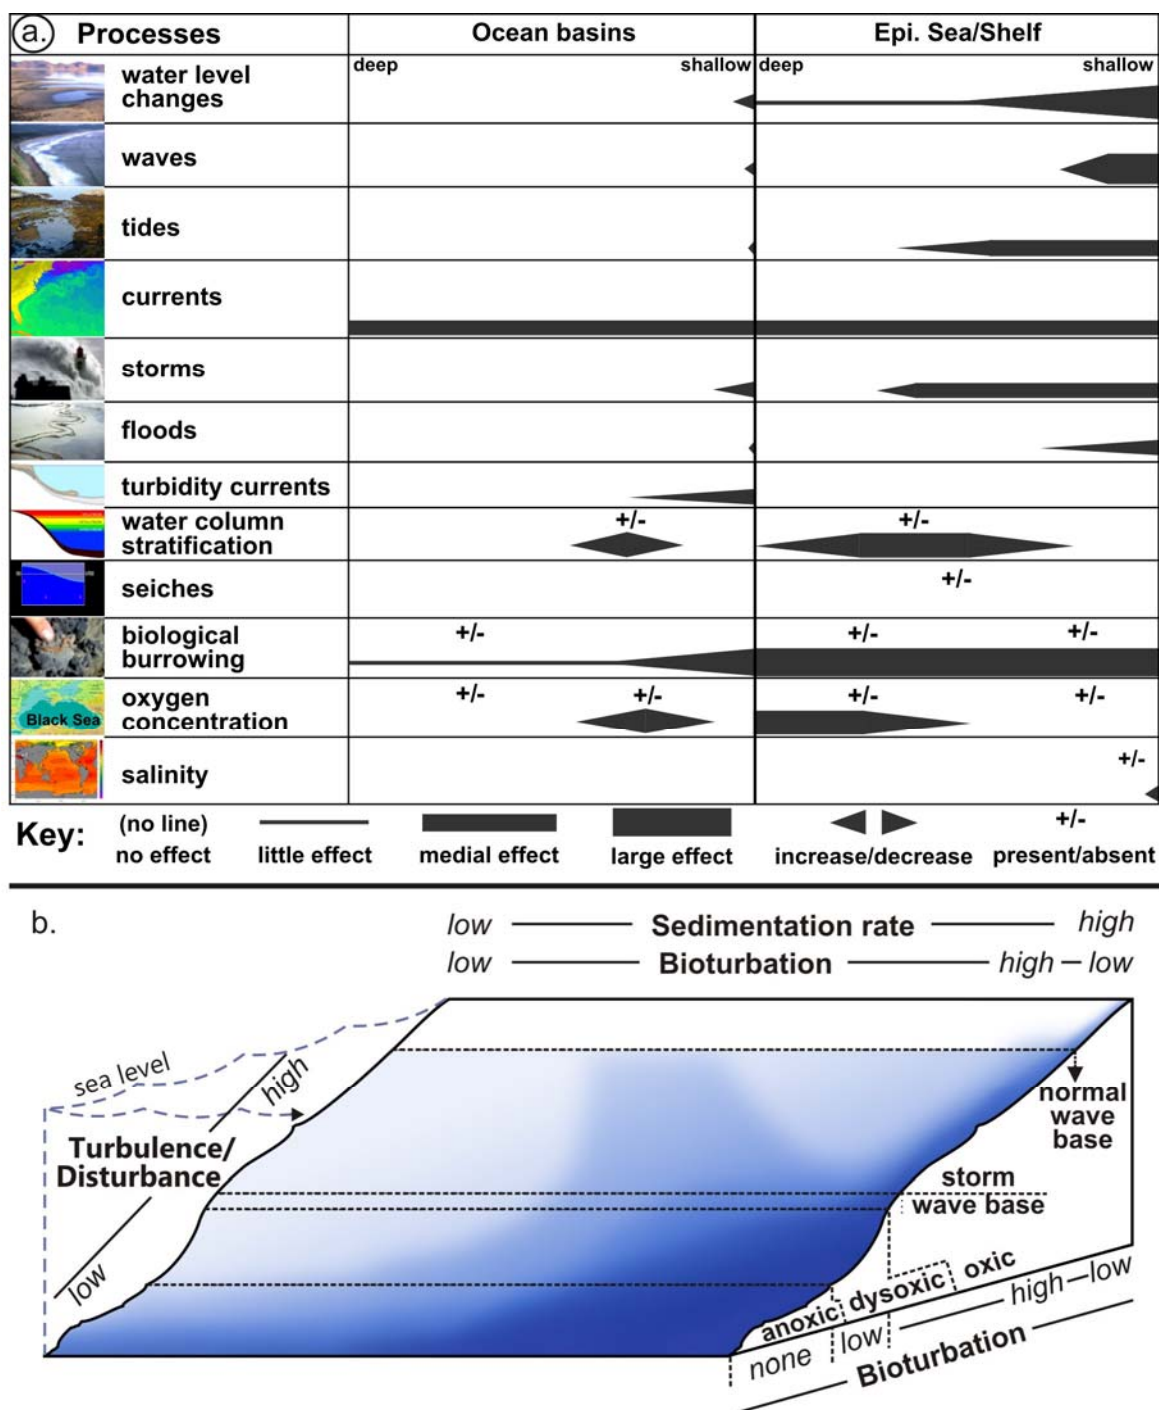 a. Processes Ocean basins Epi. Sea/Shelf
deep shallow deep shallow
water level
changes
waves
tides
currents
storms
floods
turbidity currents
water column
stratification
+/- +/-
seiches
+/-
biological
burrowing
+/- +/- +/-
Black Sea
oxygen
concentration
+/- +/- +/- +/-
salinity
+/-
Key: (no line) +/-
no effect little effect medial effect large effect increase/decrease present/absent
b.
low Sedimentation rate high
low Bioturbation high – low
sea level
high
Turbulence/
Disturbance
low
normal
wave
base
storm
wave base
anoxic dysoxic oxic
none low high – low
Bioturbation